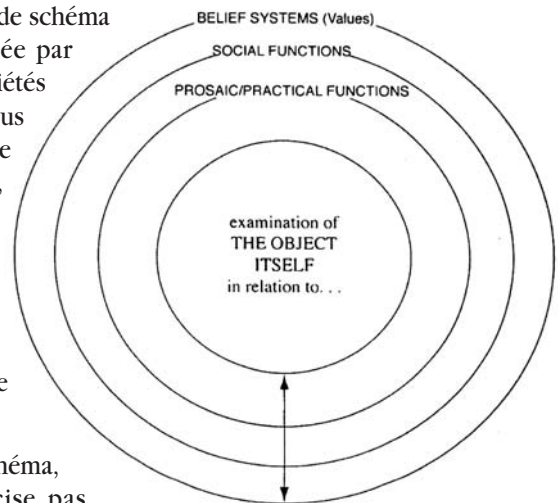 de schéma
ée par
iétés
us
e
,
e
néma,
cise pas
BELIEF SYSTEMS (Values)
SOCIAL FUNCTIONS
PROSAIC/PRACTICAL FUNCTIONS
examination of
THE OBJECT
ITSELF
in relation to. . .